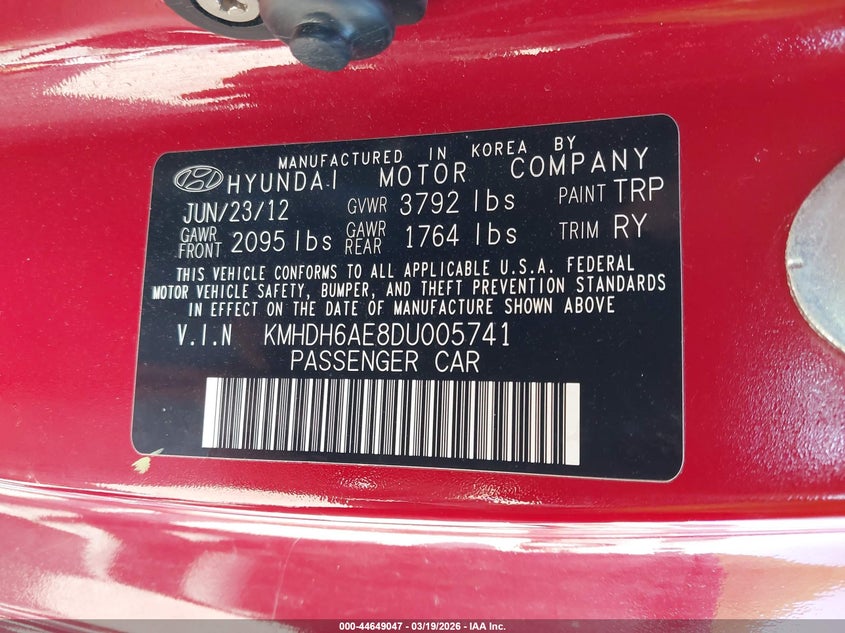 MANUFACTURED IN KOREA BY
HYUNDAI MOTOR COMPANY
JUN/23/12 GVWR 3792 lbs PAINT TRP
GAWR FRONT 2095 lbs GAWR REAR 1764 lbs TRIM RY
THIS VEHICLE CONFORMS TO ALL APPLICABLE U.S.A. FEDERAL
MOTOR VEHICLE SAFETY, BUMPER, AND THEFT PREVENTION STANDARDS
IN EFFECT ON THE DATE OF MANUFACTURE SHOWN ABOVE
V.I.N KMHDH6AE8DU005741
PASSENGER CAR
000-44649047 - 03/19/2026 - IAA Inc.